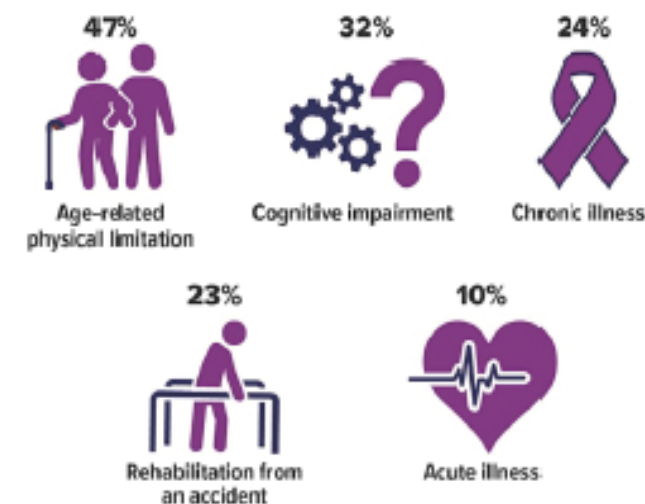 47%
32%
24%
Age-related
physical limitation
Cognitive impairment
Chronic illness
23%
10%
Rehabilitation from
an accident
Acute illness